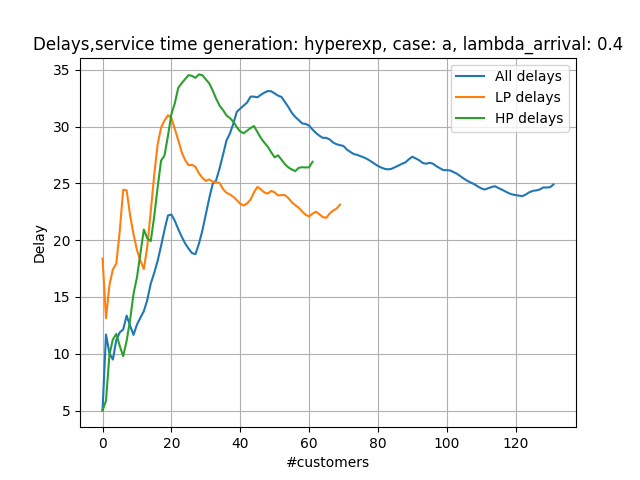 Delays,service time generation: hyperexp, case: a, lambda_arrival: 0.4
All delays
LP delays
HP delays
Delay
35
30
25
20
15
10
5
0 20 40 60 80 100 120
#customers